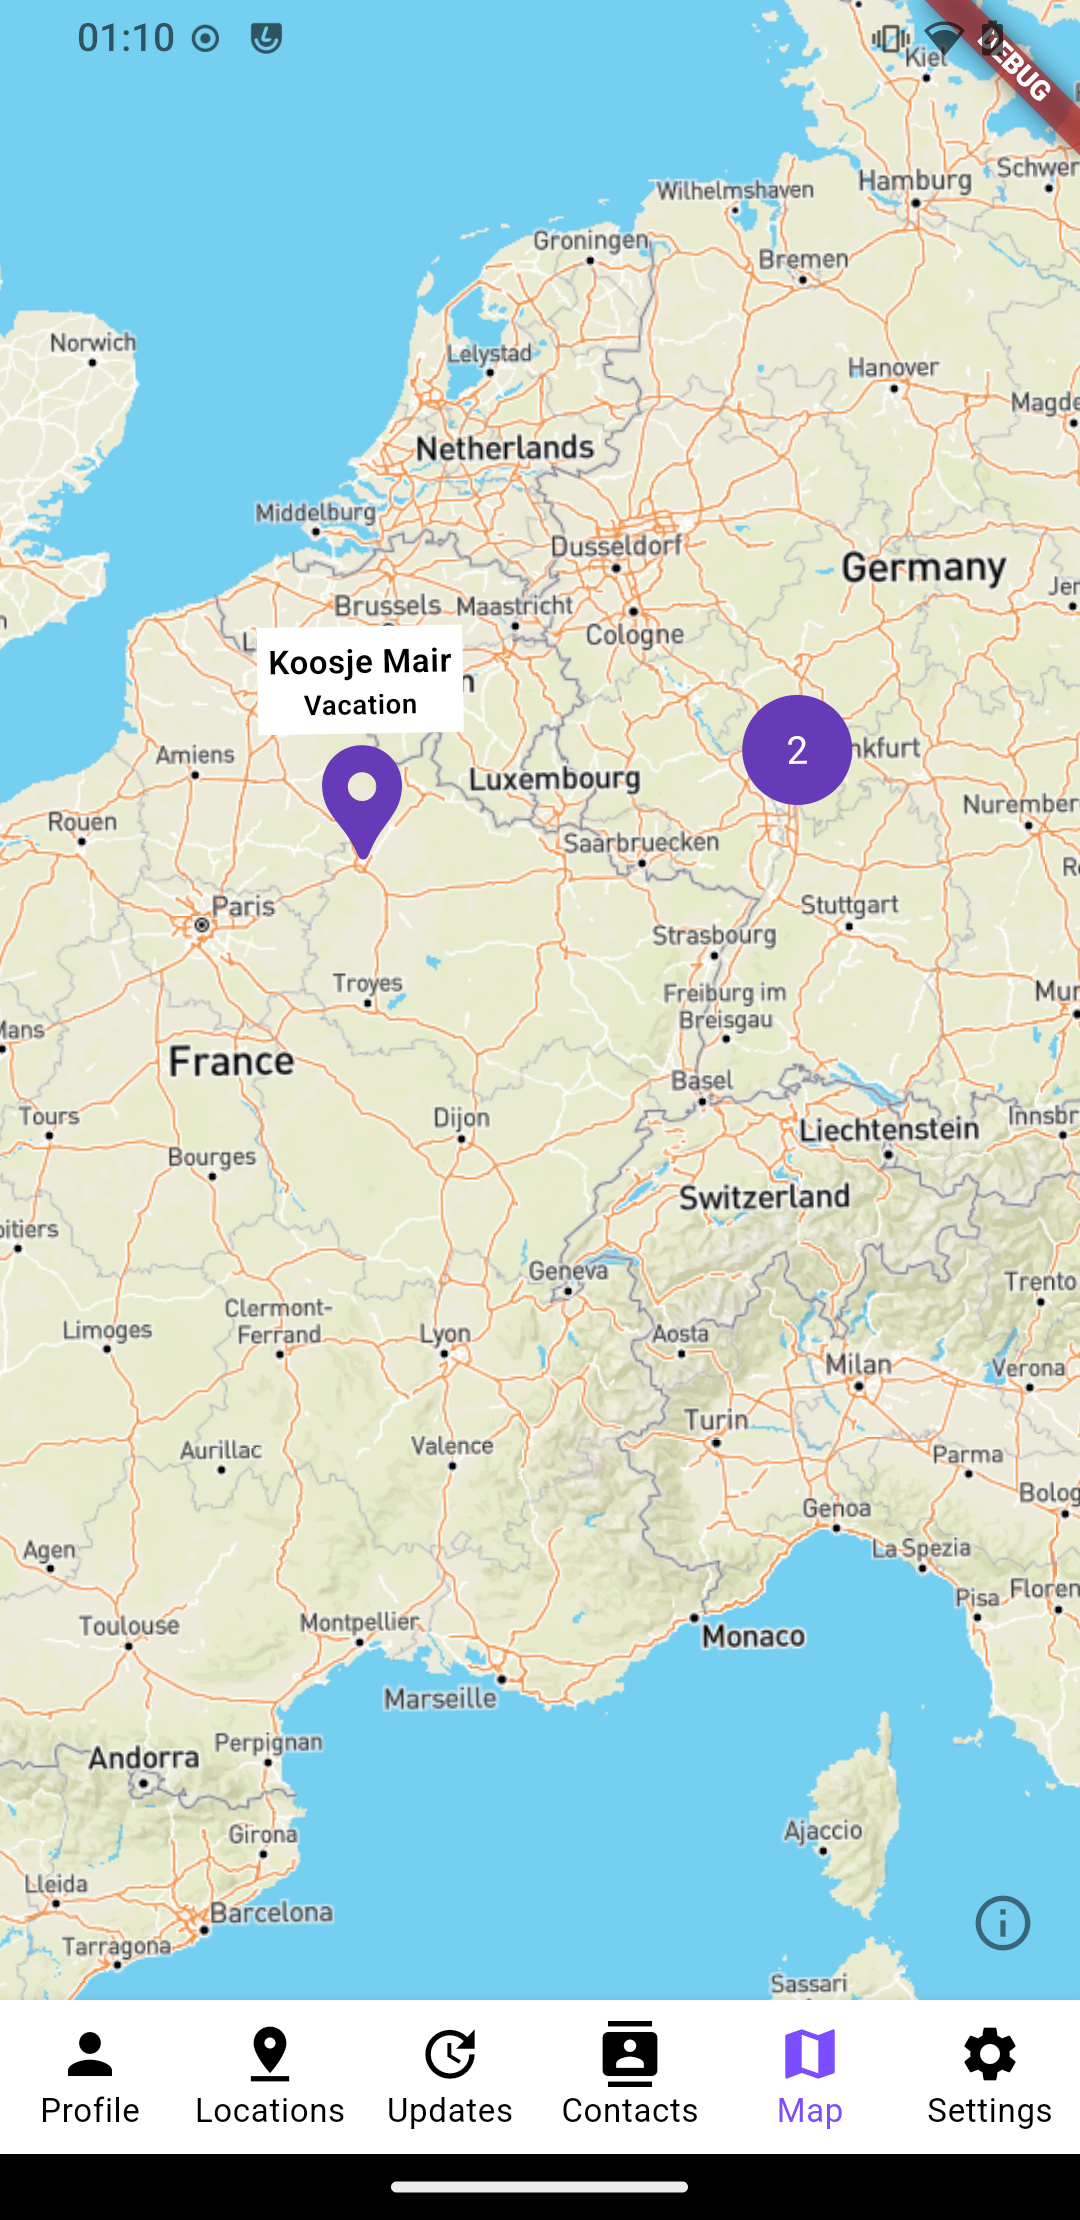 01:10
DEBUG
Kiel
Schwer
Hamburg
Wilhelmshaven
Groningen
Bremen
Norwich
Lelystad
Hanover
Magde
Netherlands
Middelburg
Dusseldorf
Germany
Jer
Brussels
Maastricht
Cologne
L
n
Koosje Mair
Vacation
n
Amiens
2
nkfurt
Luxembourg
Nurember
Rouen
Saarbruecken
Re
Paris
Stuttgart
Strasbourg
Troyes
Freiburg im
Breisgau
Mun
Mans
France
Basel
Tours
Dijon
Liechtenstein
Innsbr
Bourges
Switzerland
oitiers
Geneva
Trento
Clermont-
Ferrand
Limoges
Lyon
Aosta
Milan
Verona
Turin
Aurillac
Valence
Parma
Bolog
Genoa
Agen
La Spezia
Pisa
Floren
Toulouse
Montpellier
Monaco
Marseille
Perpignan
Andorra
Ajaccio
Girona
Lleida
Barcelona
Tarragona
Sassari
Profile
Locations
Updates
Contacts
Map
Settings